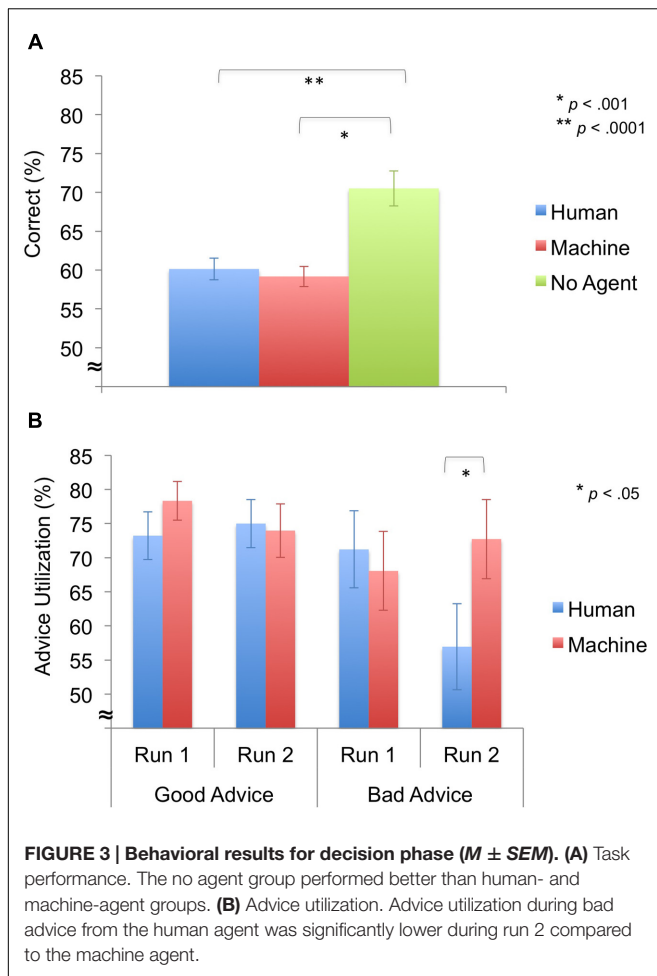 A
85
80
75
70
65
60
55
50
≈
Correct (%)
**
*
* p < .001
** p < .0001
Human
Machine
No Agent
B
85
80
75
70
65
60
55
50
≈
Advice Utilization (%)
*
* p < .05
Human
Machine
Run 1 Run 2 Run 1 Run 2
Good Advice Bad Advice
FIGURE 3 | Behavioral results for decision phase (M ± SEM). (A) Task
performance. The no agent group performed better than human- and
machine-agent groups. (B) Advice utilization. Advice utilization during bad
advice from the human agent was significantly lower during run 2 compared
to the machine agent.